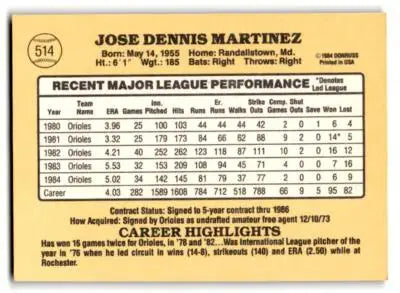 514
JOSE DENNIS MARTINEZ
Born: May 14, 1955 Home: Randallstown, Md.
Ht.: 6'1" Wgt.: 185 Bats: Right Throws: Right
© 1984 DONRUSS
Printed in USA
RECENT MAJOR LEAGUE PERFORMANCE *Denotes Led League
Year Team Name ERA Games Inn. Pitched Hits Runs Er. Runs Walks Strike Outs Comp. Games Shut Outs Save Won Lost
1980 Orioles 3.96 25 100 103 44 44 44 42 2 0 1 6 4
1981 Orioles 3.32 25 179 173 84 66 62 88 9 2 0 14* 5
1982 Orioles 4.21 40 252 262 123 118 87 111 10 2 0 16 12
1983 Orioles 5.53 32 153 209 108 94 45 71 4 0 0 7 16
1984 Orioles 5.02 34 142 145 81 79 37 77 2 0 0 6 9
Career 4.03 282 1589 1608 784 712 518 788 66 9 5 95 82
Contract Status: Signed to 5-year contract thru 1986
How Acquired: Signed by Orioles as undrafted amateur free agent 12/10/73
CAREER HIGHLIGHTS
Has won 16 games twice for Orioles, in '78 and '82...Was International League pitcher of
the year in '76 when he led circuit in wins (14-8), strikeouts (140) and ERA (2.50) while at
Rochester.